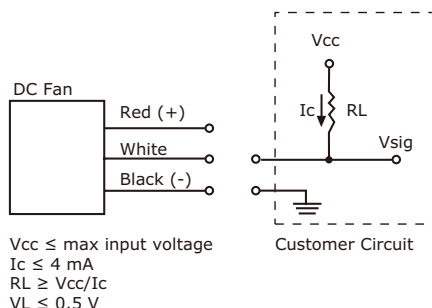 Vcc
DC Fan
Ic
RL
Red (+)
Vsig
White
Black (-)
Vcc ≤ max input voltage
Ic ≤ 4 mA
RL ≥ Vcc/Ic
VL ≤ 0.5 V
Customer Circuit